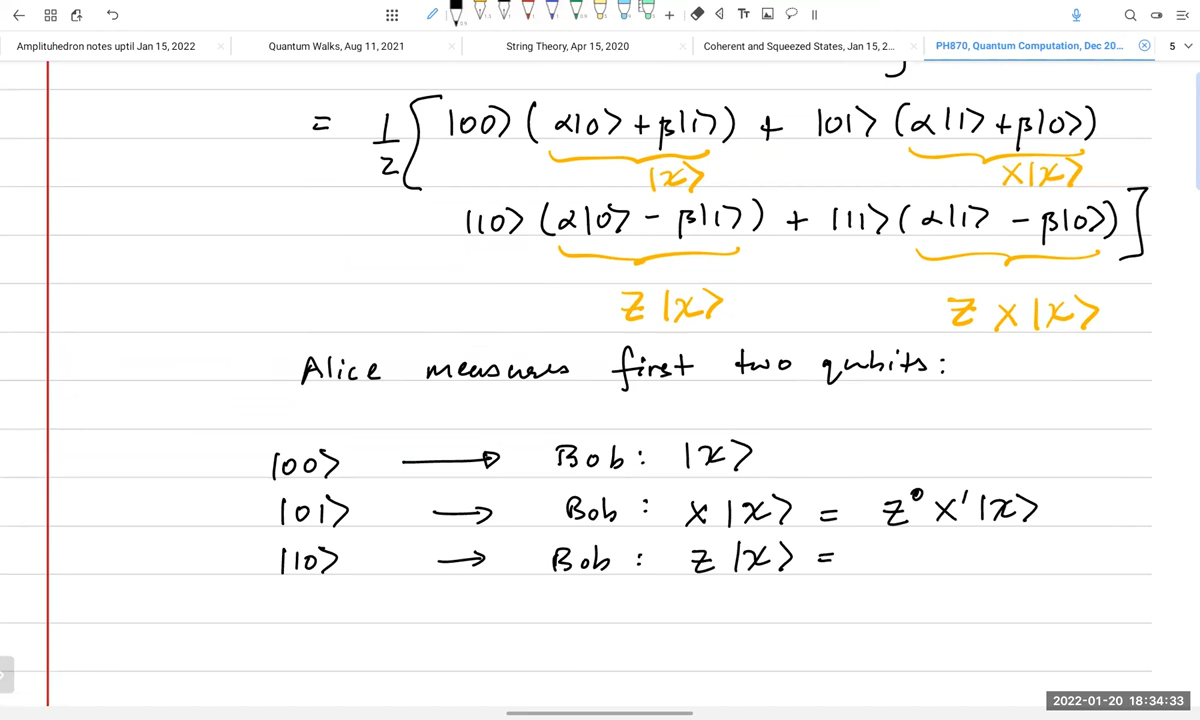 Amplituhedron notes uptil Jan 15, 2022 × Quantum Walks, Aug 11, 2021 × String Theory, Apr 15, 2020 × Coherent and Squeezed States, Jan 15, 2... × PH870, Quantum Computation, Dec 20... 5
= 1/2 [ |00⟩ (α|0⟩ + β|1⟩) + |01⟩ (α|1⟩ + β|0⟩)
|x⟩ X|x⟩
|10⟩ (α|0⟩ - β|1⟩) + |11⟩ (α|1⟩ - β|0⟩) ]
Z |x⟩ Z X |x⟩
Alice measures first two qubits:
|00⟩ → Bob: |x⟩
|01⟩ → Bob: X |x⟩ = Z⁰ X¹ |x⟩
|10⟩ → Bob: Z |x⟩ =
2022-01-20 18:34:33